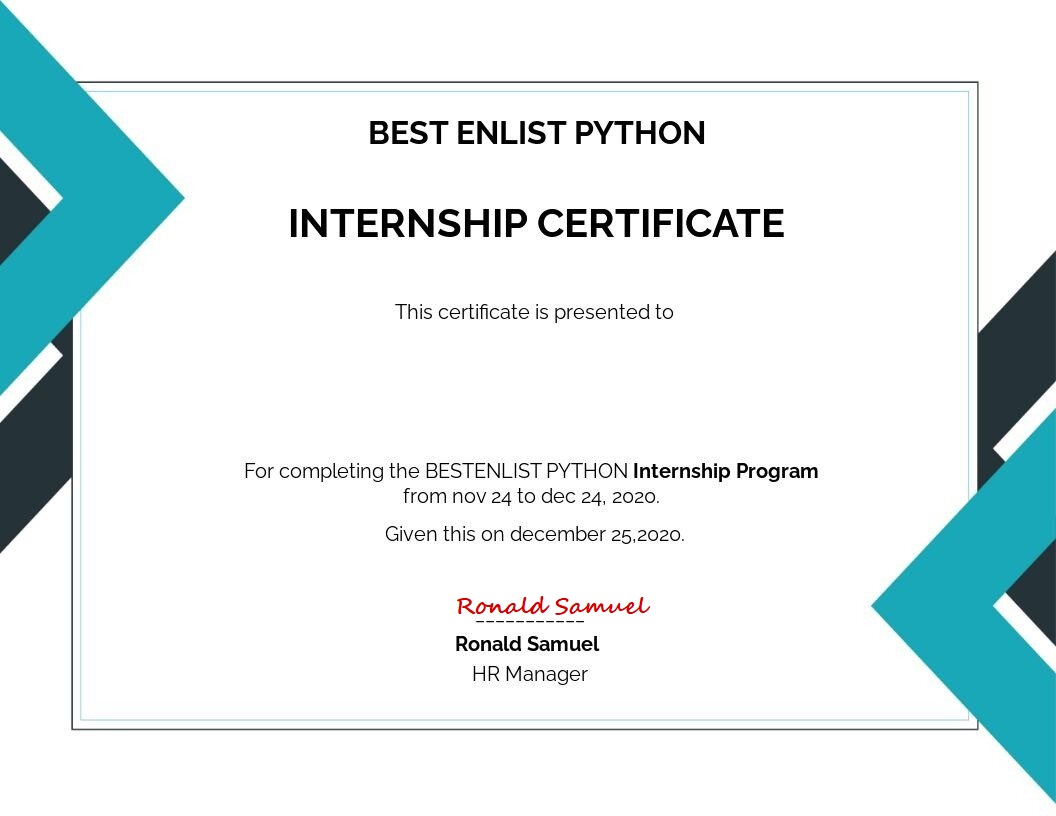 BEST ENLIST PYTHON
INTERNSHIP CERTIFICATE
This certificate is presented to
For completing the BESTENLIST PYTHON Internship Program
from nov 24 to dec 24, 2020.
Given this on december 25,2020.
Ronald Samuel
___________
Ronald Samuel
HR Manager